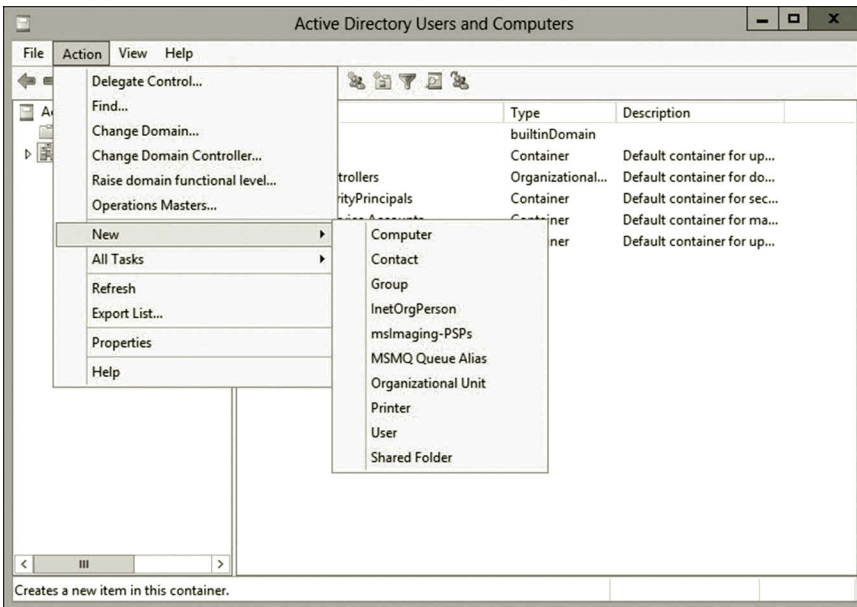 Active Directory Users and Computers
File Action View Help
Type Description
Delegate Control...
Find...
Change Domain...
Change Domain Controller...
Raise domain functional level...
Operations Masters...
New
All Tasks
Refresh
Export List...
Properties
Help
builtinDomain
Container Default container for up...
trollers Organizational... Default container for do...
rityPrincipals Container Default container for sec...
Container Default container for ma...
ner Default container for up...
Computer
Contact
Group
InetOrgPerson
msImaging-PSPs
MSMQ Queue Alias
Organizational Unit
Printer
User
Shared Folder
Creates a new item in this container.